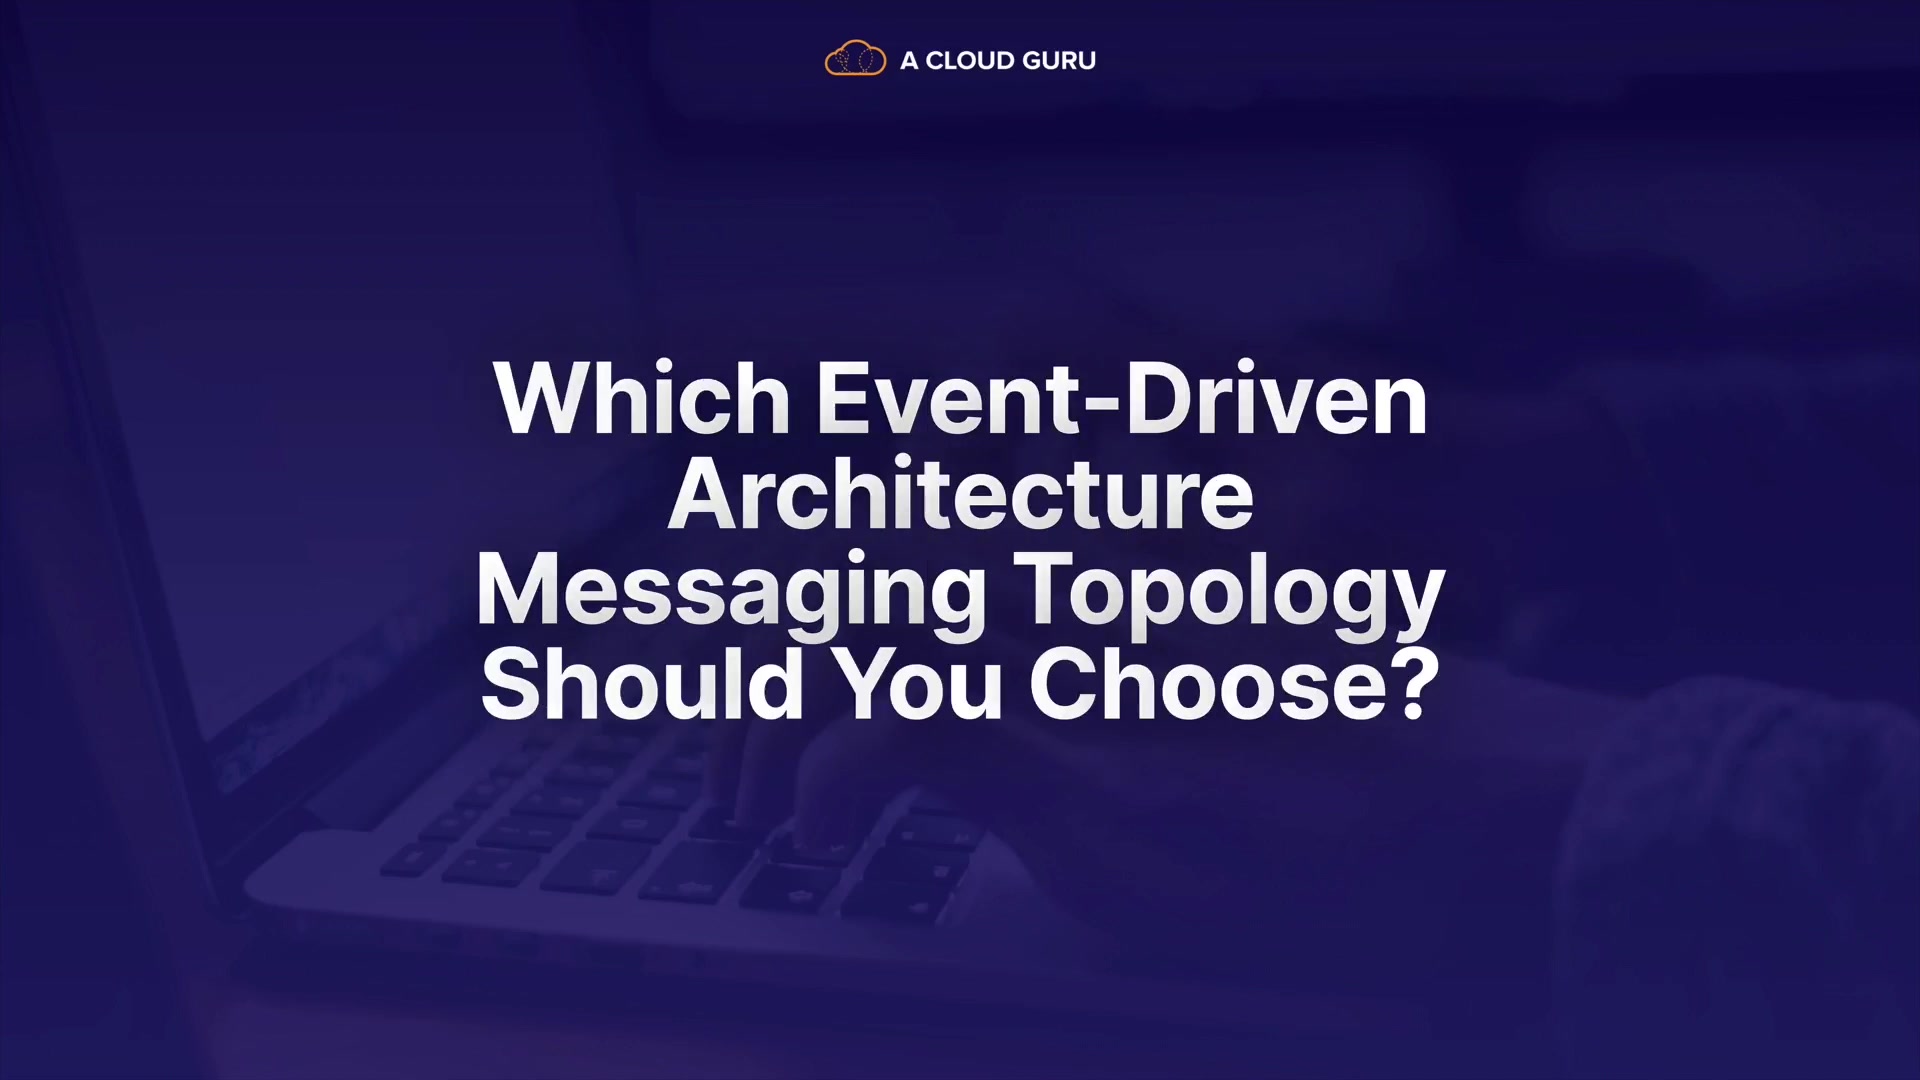 A CLOUD GURU
Which Event-Driven
Architecture
Messaging Topology
Should You Choose?